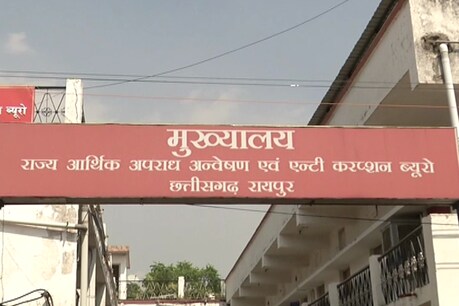 ब्यूरो
मुख्यालय
राज्य आर्थिक अपराध अन्वेषण एवं एन्टी करप्शन ब्यूरो
छत्तीसगढ़ रायपुर